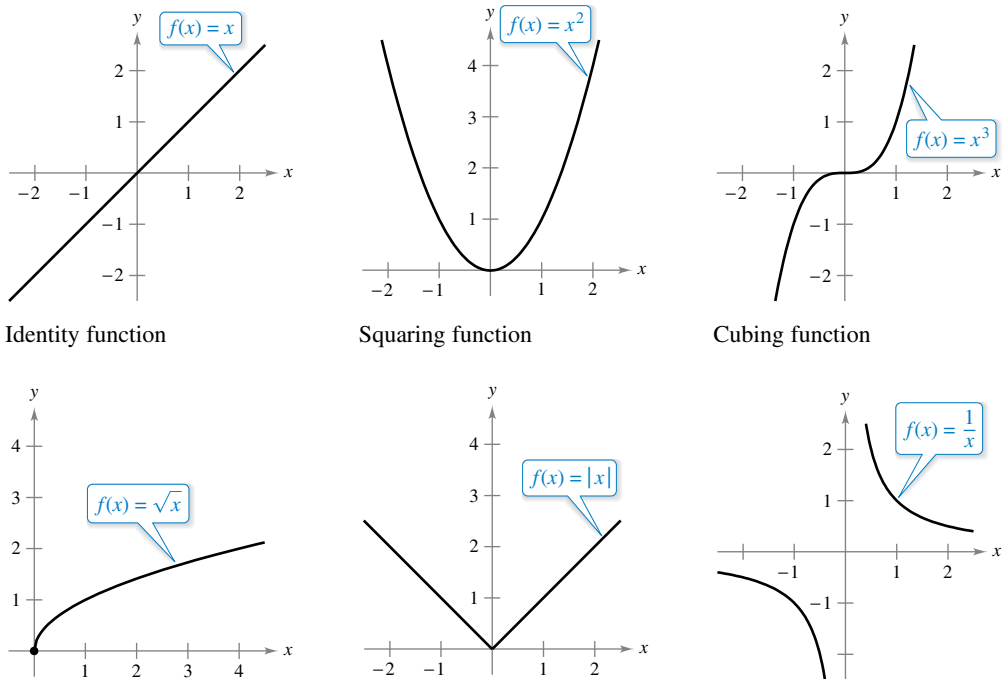 y
f(x) = x
2
1
x
−2 −1 1 2
−1
−2
Identity function
y
f(x) = x²
4
3
2
1
x
−2 −1 1 2
Squaring function
y
2
1
f(x) = x³
x
−2 −1 1 2
−1
−2
Cubing function
y
4
3
f(x) = √x
2
1
x
1 2 3 4
y
4
3
f(x) = |x|
2
1
x
−2 −1 1 2
y
f(x) = 1/x
2
1
x
−1 1 2
−1